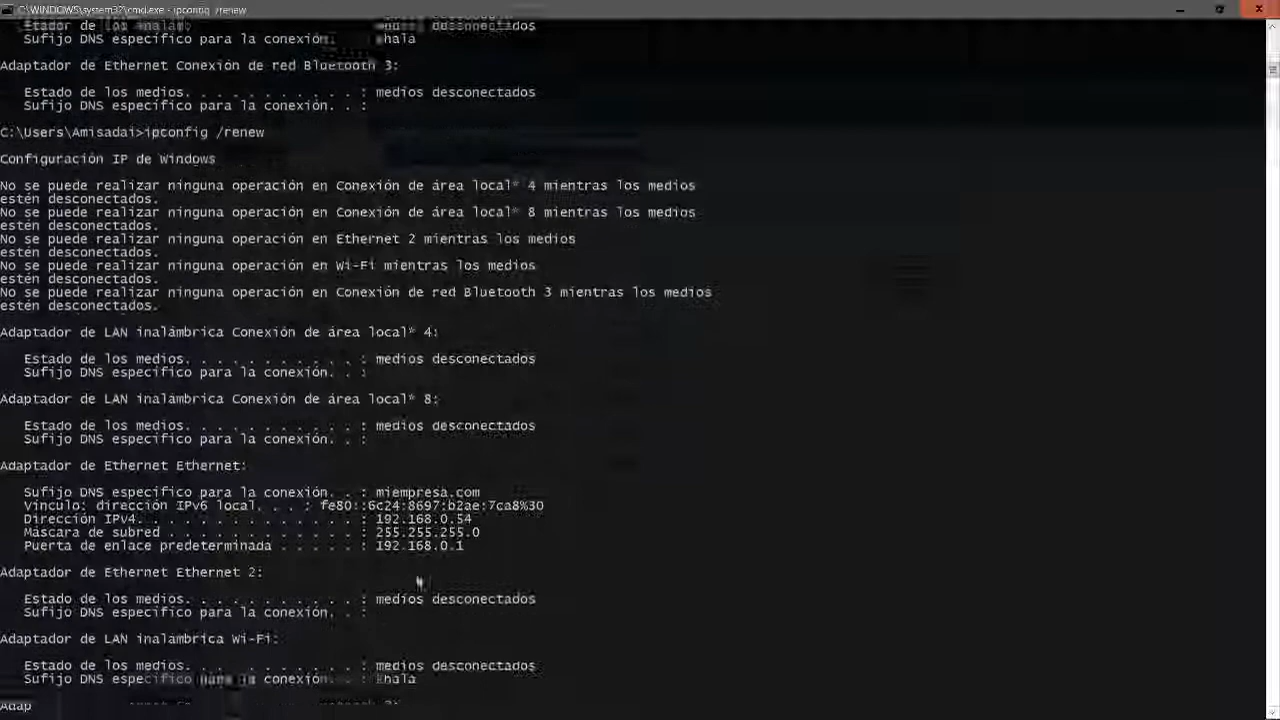 C:\WINDOWS\system32\cmd.exe - ipconfig /renew
desconectados
Sufijo DNS específico para la conexión. khala
Adaptador de Ethernet Conexión de red Bluetooth 3:
Estado de los medios. . . . . . . . . . . : medios desconectados
Sufijo DNS específico para la conexión. . :
C:\Users\Amisadai>ipconfig /renew
Configuración IP de Windows
No se puede realizar ninguna operación en Conexión de área local* 4 mientras los medios
estén desconectados.
No se puede realizar ninguna operación en Conexión de área local* 8 mientras los medios
estén desconectados.
No se puede realizar ninguna operación en Ethernet 2 mientras los medios
estén desconectados.
No se puede realizar ninguna operación en Wi-Fi mientras los medios
estén desconectados.
No se puede realizar ninguna operación en Conexión de red Bluetooth 3 mientras los medios
estén desconectados.
Adaptador de LAN inalámbrica Conexión de área local* 4:
Estado de los medios. . . . . . . . . . . : medios desconectados
Sufijo DNS específico para la conexión. . :
Adaptador de LAN inalámbrica Conexión de área local* 8:
Estado de los medios. . . . . . . . . . . : medios desconectados
Sufijo DNS específico para la conexión. . :
Adaptador de Ethernet Ethernet:
Sufijo DNS específico para la conexión. . : miempresa.com
Vínculo: dirección IPv6 local. . . : fe80::6c24:8697:b2ae:7ca8%30
Dirección IPv4. . . . . . . . . . . . . . : 192.168.0.54
Máscara de subred . . . . . . . . . . . . : 255.255.255.0
Puerta de enlace predeterminada . . . . . : 192.168.0.1
Adaptador de Ethernet Ethernet 2:
Estado de los medios. . . . . . . . . . . : medios desconectados
Sufijo DNS específico para la conexión. . :
Adaptador de LAN inalámbrica Wi-Fi:
Estado de los medios. . . . . . . . . . : medios desconectados
Sufijo DNS específico conexión. . : khala
Adap